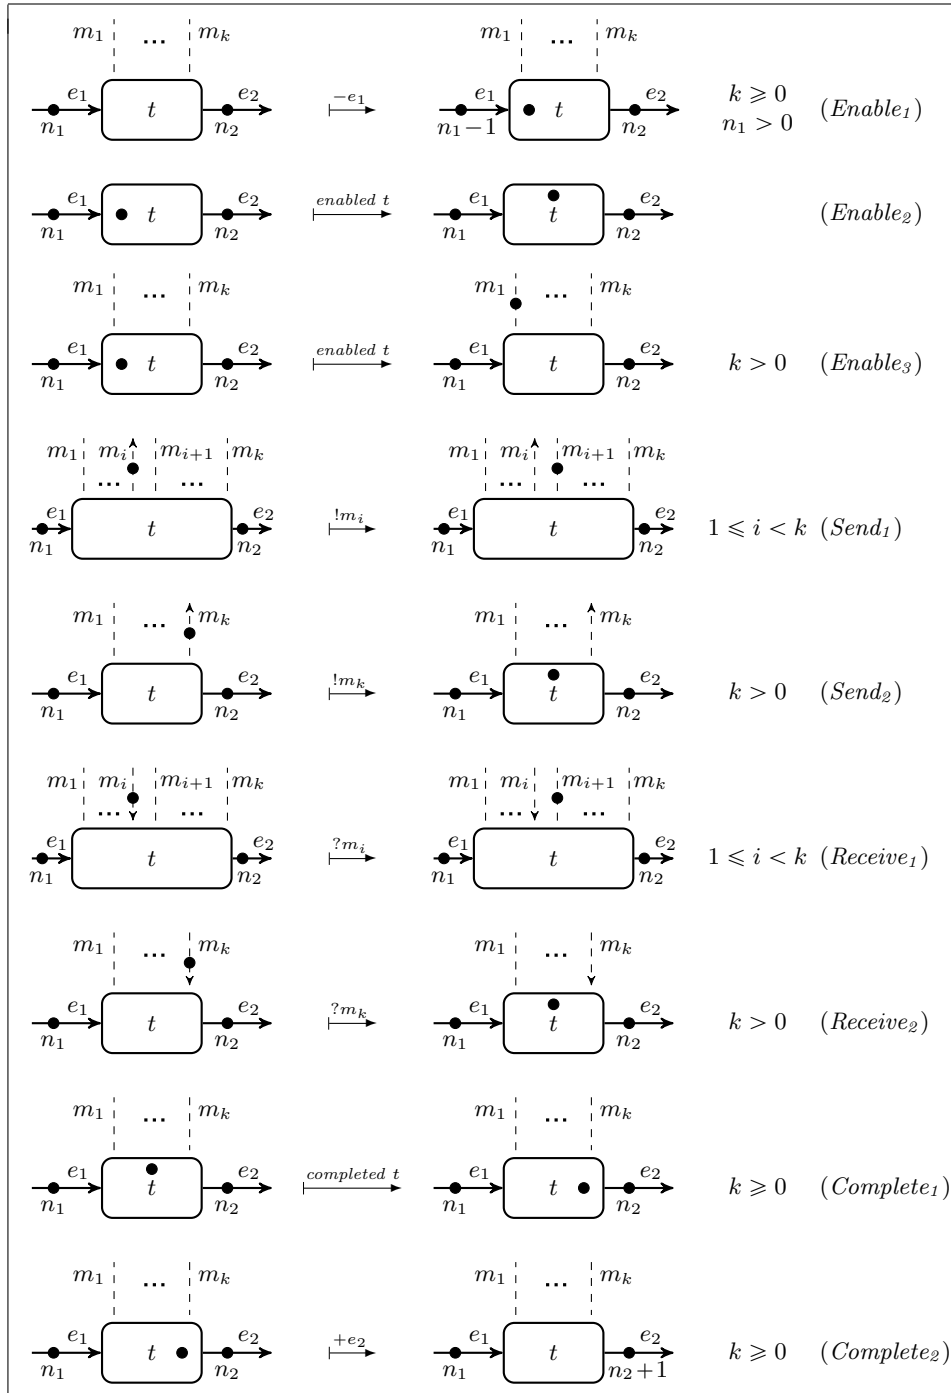 m₁ ... mₖ m₁ ... mₖ
e₁ t e₂ −e₁ e₁ t e₂ k ⩾ 0 (Enable₁)
n₁ n₂ n₁−1 n₂ n₁ > 0
e₁ t e₂ enabled t e₁ t e₂ (Enable₂)
n₁ n₂ n₁ n₂
m₁ ... mₖ m₁ ... mₖ
e₁ t e₂ enabled t e₁ t e₂ k > 0 (Enable₃)
n₁ n₂ n₁ n₂
m₁ mᵢ mᵢ₊₁ mₖ m₁ mᵢ mᵢ₊₁ mₖ
... ... ... ...
e₁ t e₂ !mᵢ e₁ t e₂ 1 ⩽ i < k (Send₁)
n₁ n₂ n₁ n₂
m₁ ... mₖ m₁ ... mₖ
e₁ t e₂ !mₖ e₁ t e₂ k > 0 (Send₂)
n₁ n₂ n₁ n₂
m₁ mᵢ mᵢ₊₁ mₖ m₁ mᵢ mᵢ₊₁ mₖ
... ... ... ...
e₁ t e₂ ?mᵢ e₁ t e₂ 1 ⩽ i < k (Receive₁)
n₁ n₂ n₁ n₂
m₁ ... mₖ m₁ ... mₖ
e₁ t e₂ ?mₖ e₁ t e₂ k > 0 (Receive₂)
n₁ n₂ n₁ n₂
m₁ ... mₖ m₁ ... mₖ
e₁ t e₂ completed t e₁ t e₂ k ⩾ 0 (Complete₁)
n₁ n₂ n₁ n₂
m₁ ... mₖ m₁ ... mₖ
e₁ t e₂ +e₂ e₁ t e₂ k ⩾ 0 (Complete₂)
n₁ n₂ n₁ n₂+1